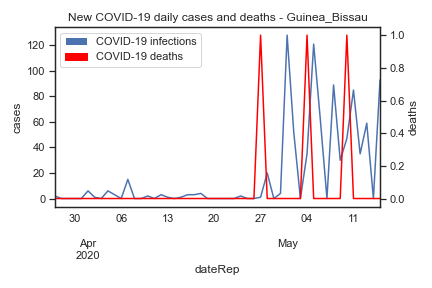 New COVID-19 daily cases and deaths - Guinea_Bissau
COVID-19 infections
COVID-19 deaths
120
100
80
60
40
20
0
cases
1.0
0.8
0.6
0.4
0.2
0.0
deaths
30 06 13 20 27 04 11
Apr May
2020
dateRep